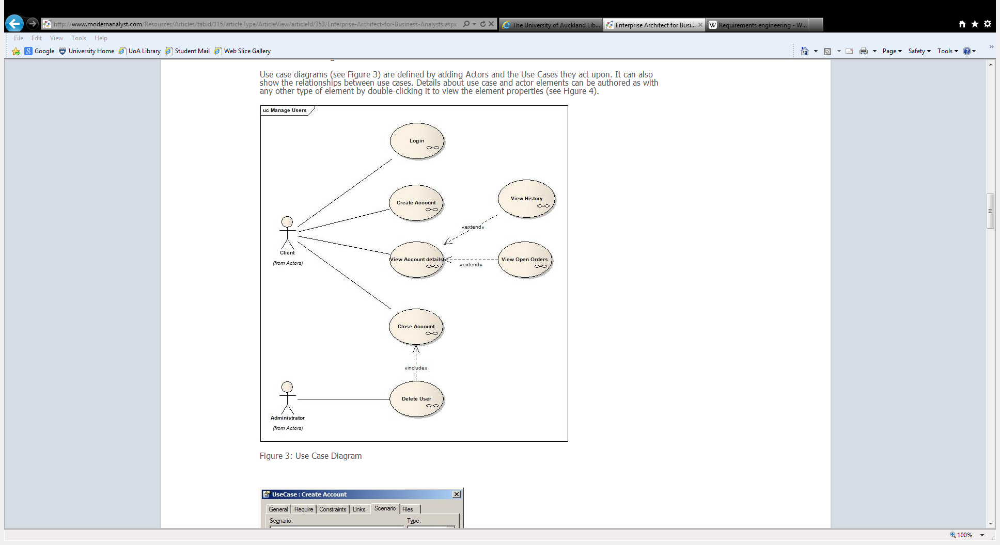 http://www.modernanalyst.com/Resources/Articles/tabid/115/articleType/ArticleView/articleId/353/Enterprise-Architect-for-Business-Analysts.aspx
The University of Auckland Lib...
Enterprise Architect for Busi...
W Requirements engineering - W...
File Edit View Tools Help
8 Google University Home UoA Library Student Mail Web Slice Gallery
Page Safety Tools
Use case diagrams (see Figure 3) are defined by adding Actors and the Use Cases they act upon. It can also
show the relationships between use cases. Details about use case and actor elements can be authored as with
any other type of element by double-clicking it to view the element properties (see Figure 4).
uc Manage Users
Login
Create Account
View History
«extend»
Client
(from Actors)
View Account details
«extend»
View Open Orders
Close Account
«include»
Delete User
Administrator
(from Actors)
Figure 3: Use Case Diagram
UseCase : Create Account
General Require Constraints Links Scenario Files
Scenario: Type:
100%